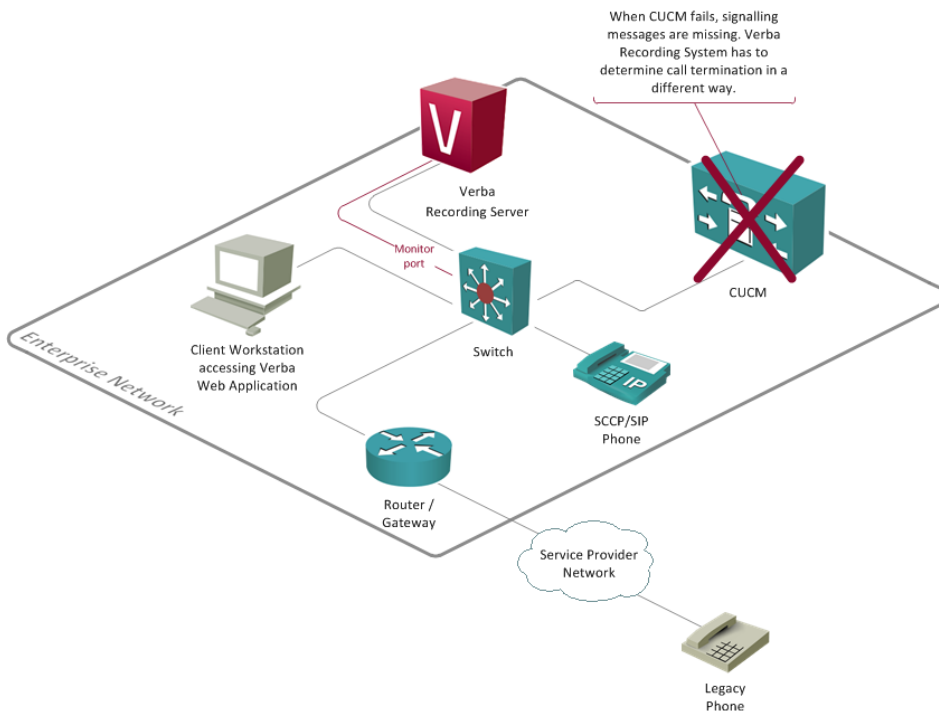 When CUCM fails, signalling
messages are missing. Verba
Recording System has to
determine call termination in a
different way.
V
Verba
Recording Server
Monitor
port
CUCM
Client Workstation
accessing Verba
Web Application
Switch
IP
SCCP/SIP
Phone
Enterprise Network
Router /
Gateway
Service Provider
Network
Legacy
Phone